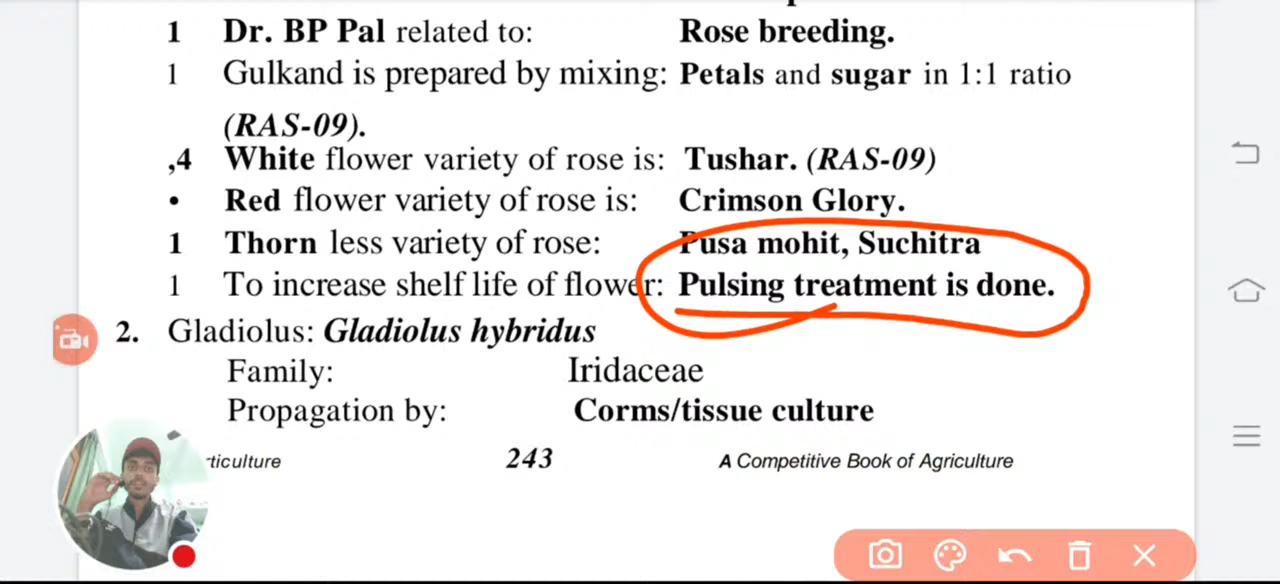 1 Dr. BP Pal related to: Rose breeding.
1 Gulkand is prepared by mixing: Petals and sugar in 1:1 ratio
(RAS-09).
,4 White flower variety of rose is: Tushar. (RAS-09)
• Red flower variety of rose is: Crimson Glory.
1 Thorn less variety of rose: Pusa mohit, Suchitra
1 To increase shelf life of flower: Pulsing treatment is done.
2. Gladiolus: Gladiolus hybridus
Family: Iridaceae
Propagation by: Corms/tissue culture
rticulture 243 A Competitive Book of Agriculture